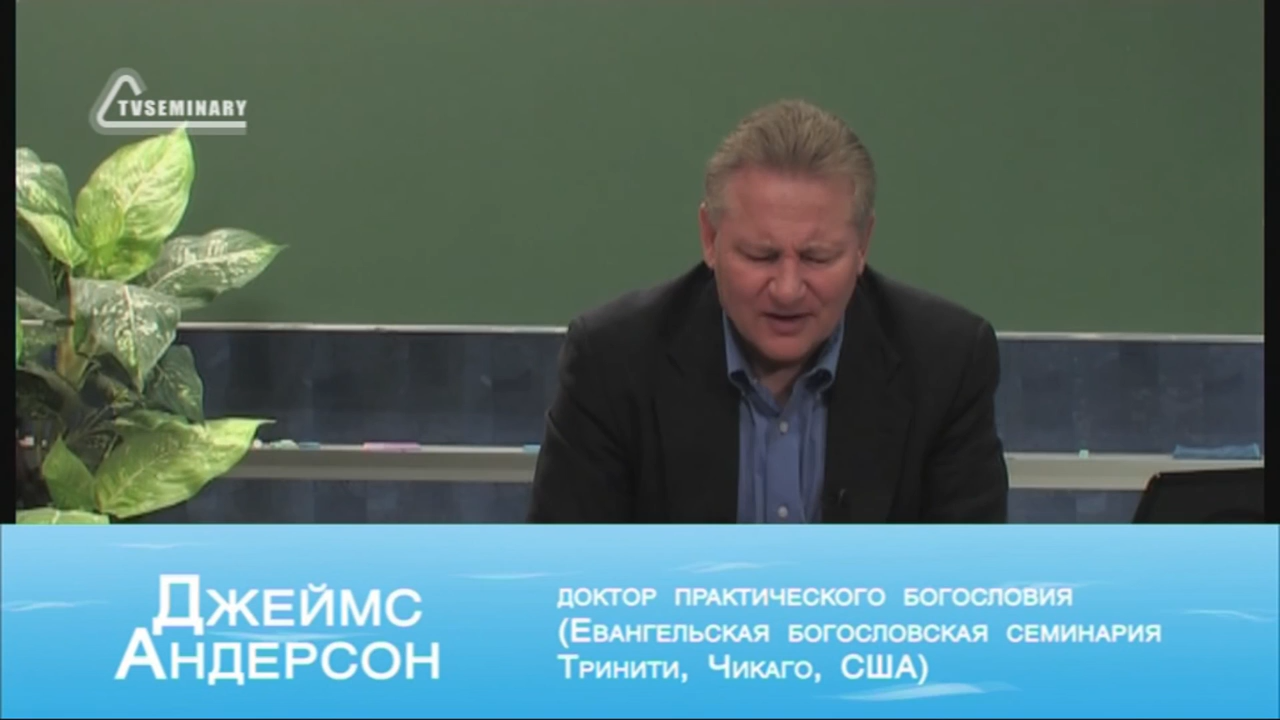 TVSEMINARY
Джеймс
Андерсон
доктор практического богословия
(Евангельская богословская семинария
Тринити, Чикаго, США)